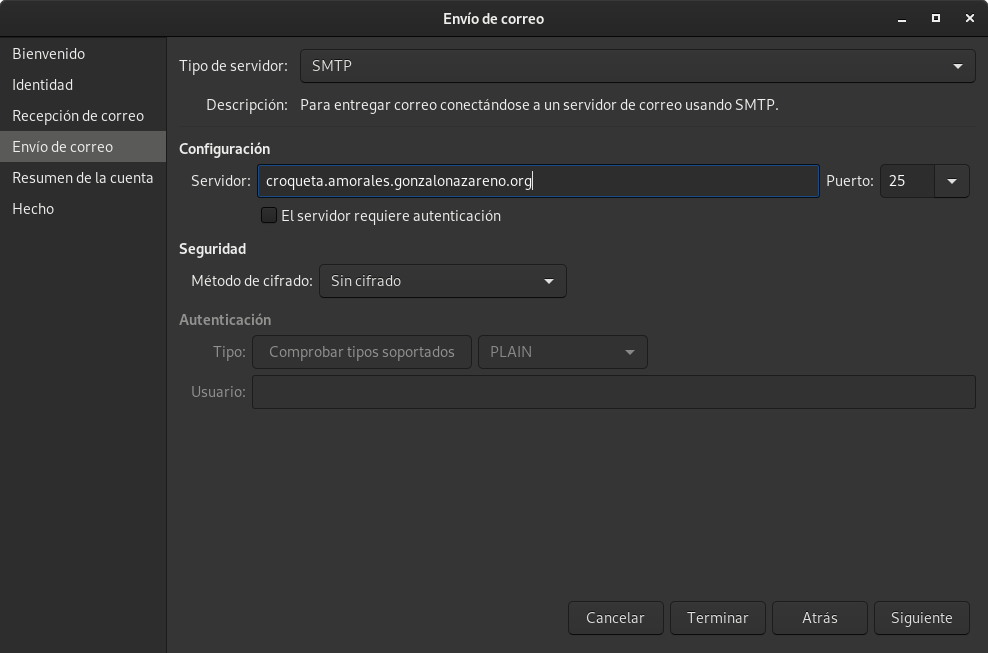 Envío de correo
Bienvenido
Identidad
Recepción de correo
Envío de correo
Resumen de la cuenta
Hecho
Tipo de servidor: SMTP
Descripción: Para entregar correo conectándose a un servidor de correo usando SMTP.
Configuración
Servidor: croqueta.amorales.gonzalonazareno.org Puerto: 25
El servidor requiere autenticación
Seguridad
Método de cifrado: Sin cifrado
Autenticación
Tipo: Comprobar tipos soportados PLAIN
Usuario:
Cancelar Terminar Atrás Siguiente